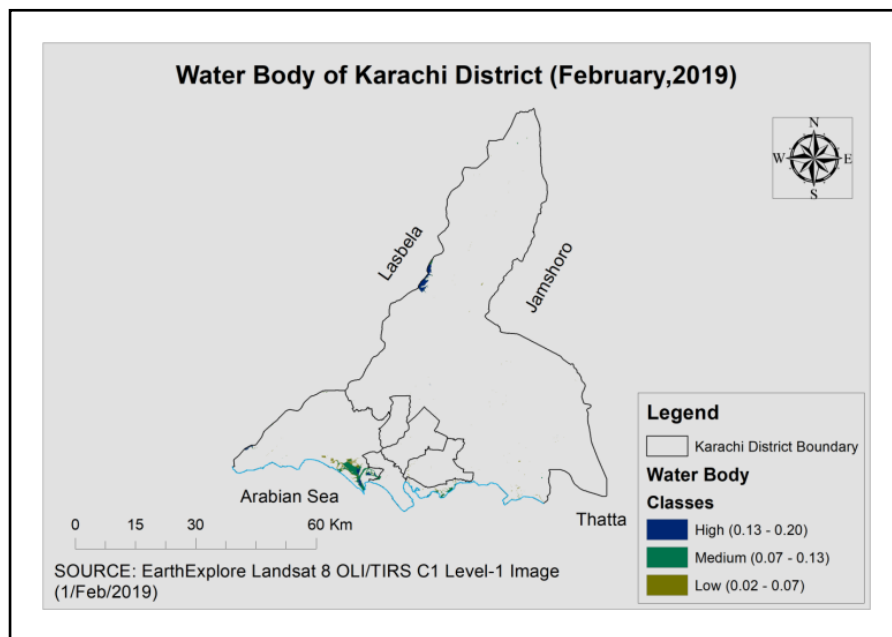 Water Body of Karachi District (February,2019)
N
W
E
S
Lasbela
Jamshoro
Arabian Sea
Thatta
0 15 30 60 Km
SOURCE: EarthExplore Landsat 8 OLI/TIRS C1 Level-1 Image
(1/Feb/2019)
Legend
Karachi District Boundary
Water Body
Classes
High (0.13 - 0.20)
Medium (0.07 - 0.13)
Low (0.02 - 0.07)